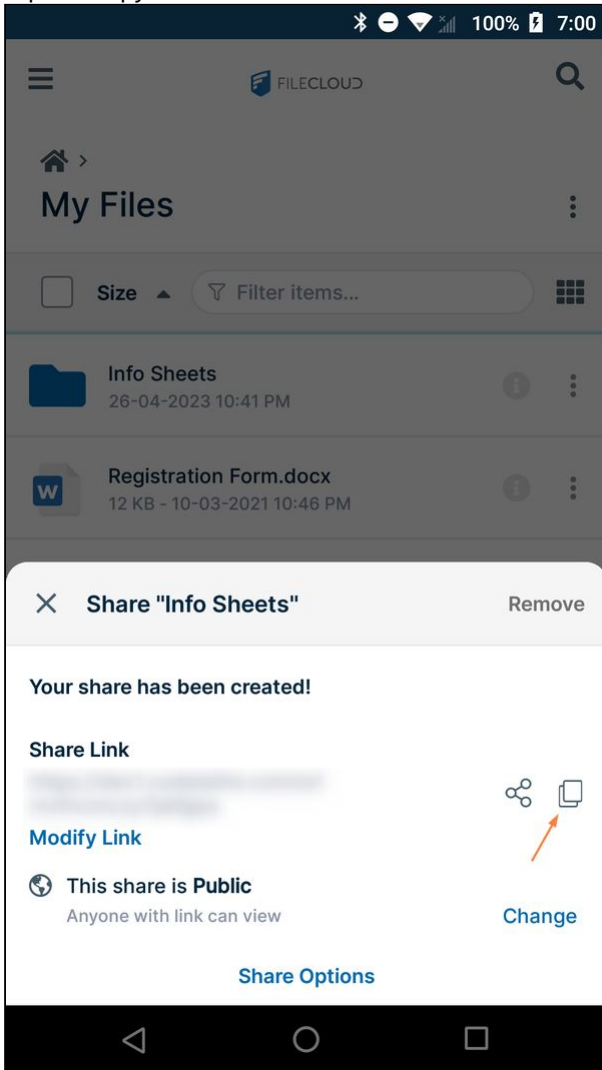 100% 7:00
FILECLOUD
My Files
Size Filter items...
Info Sheets
26-04-2023 10:41 PM
W Registration Form.docx
12 KB - 10-03-2021 10:46 PM
Share "Info Sheets" Remove
Your share has been created!
Share Link
Modify Link
This share is Public
Anyone with link can view Change
Share Options